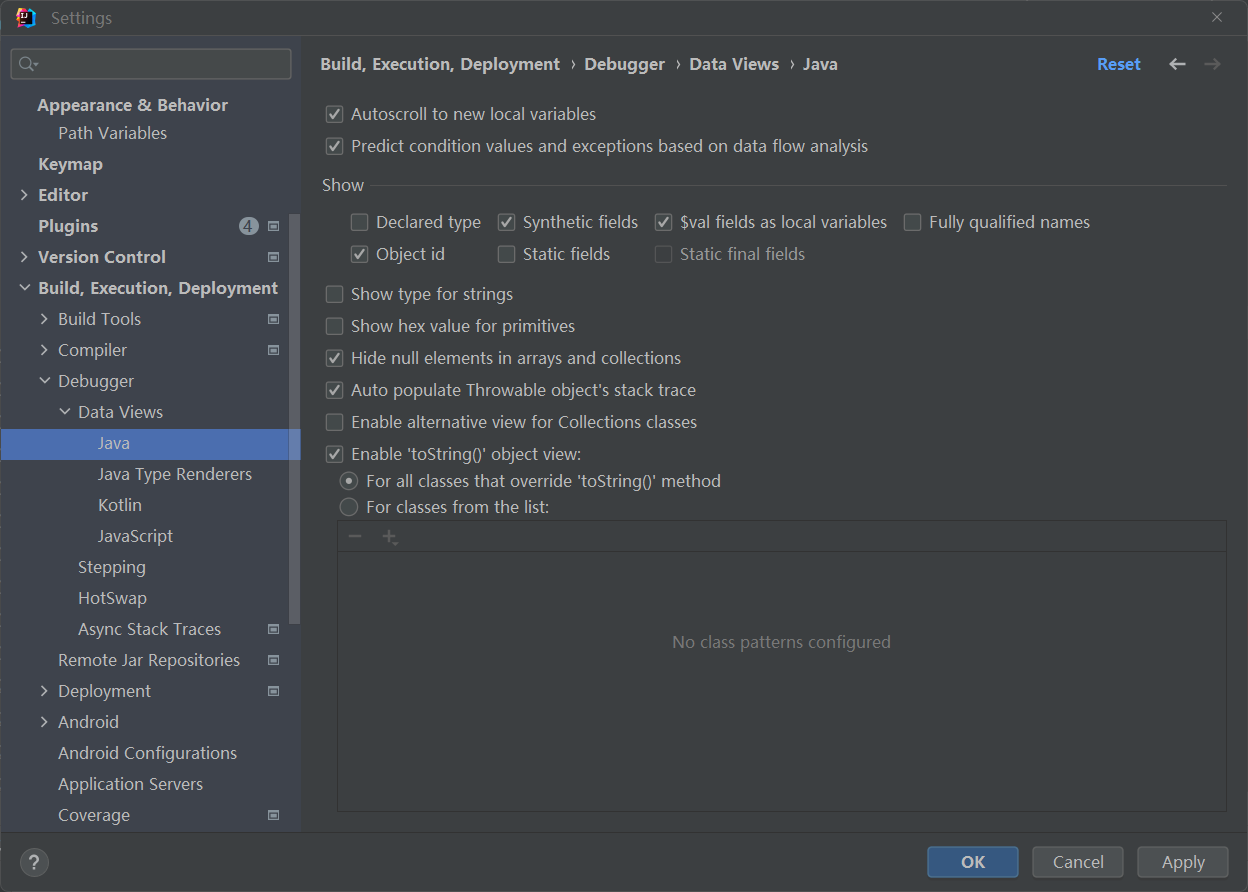 Settings
Appearance & Behavior
Path Variables
Keymap
Editor
Plugins 4
Version Control
Build, Execution, Deployment
Build Tools
Compiler
Debugger
Data Views
Java
Java Type Renderers
Kotlin
JavaScript
Stepping
HotSwap
Async Stack Traces
Remote Jar Repositories
Deployment
Android
Android Configurations
Application Servers
Coverage
Build, Execution, Deployment › Debugger › Data Views › Java Reset
Autoscroll to new local variables
Predict condition values and exceptions based on data flow analysis
Show
Declared type Synthetic fields $val fields as local variables Fully qualified names
Object id Static fields Static final fields
Show type for strings
Show hex value for primitives
Hide null elements in arrays and collections
Auto populate Throwable object's stack trace
Enable alternative view for Collections classes
Enable 'toString()' object view:
For all classes that override 'toString()' method
For classes from the list:
No class patterns configured
? OK Cancel Apply